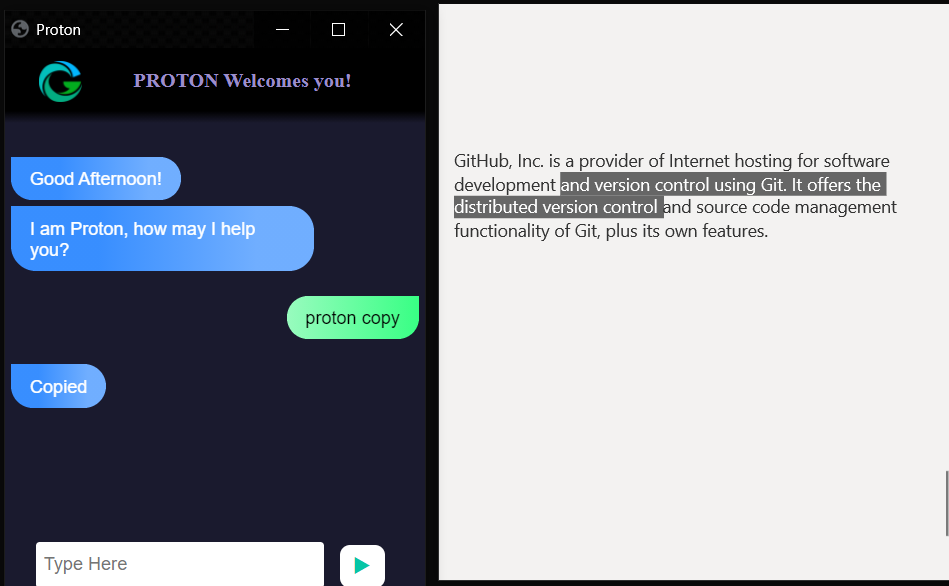 Proton
PROTON Welcomes you!
Good Afternoon!
I am Proton, how may I help
you?
proton copy
Copied
Type Here
GitHub, Inc. is a provider of Internet hosting for software
development and version control using Git. It offers the
distributed version control and source code management
functionality of Git, plus its own features.